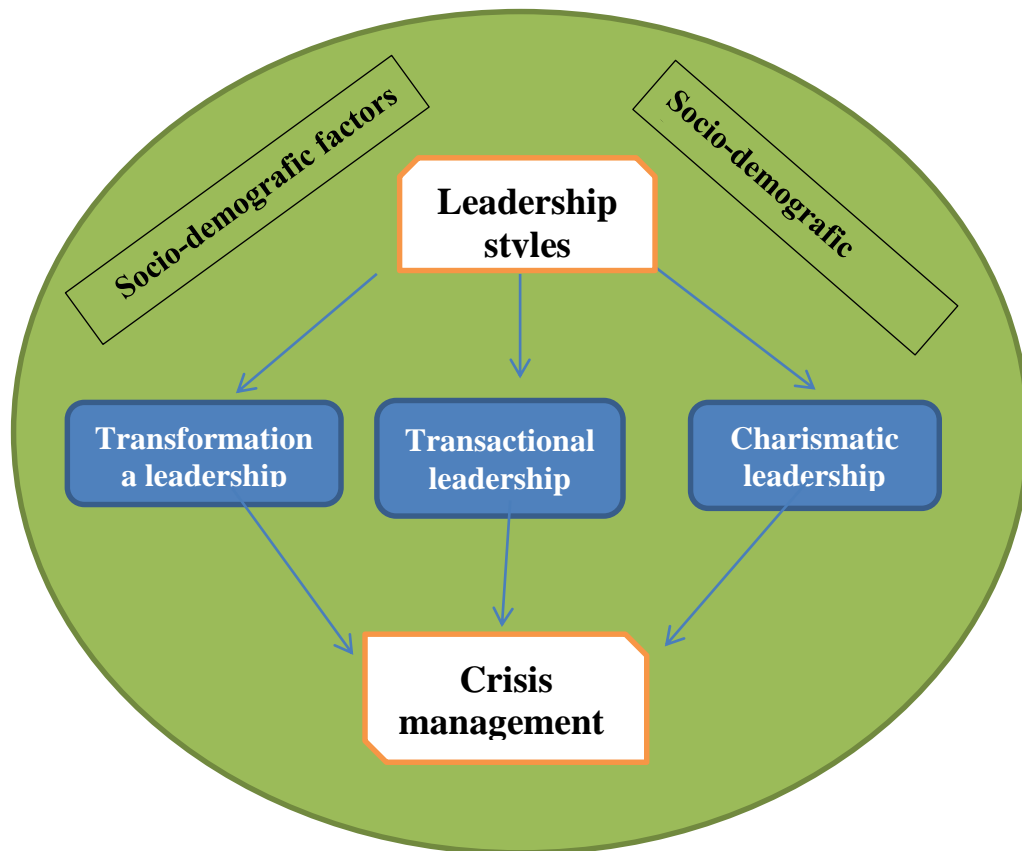 Socio-demografic factors
Socio-demografic
Leadership
styles
Transformation
a leadership
Transactional
leadership
Charismatic
leadership
Crisis
management